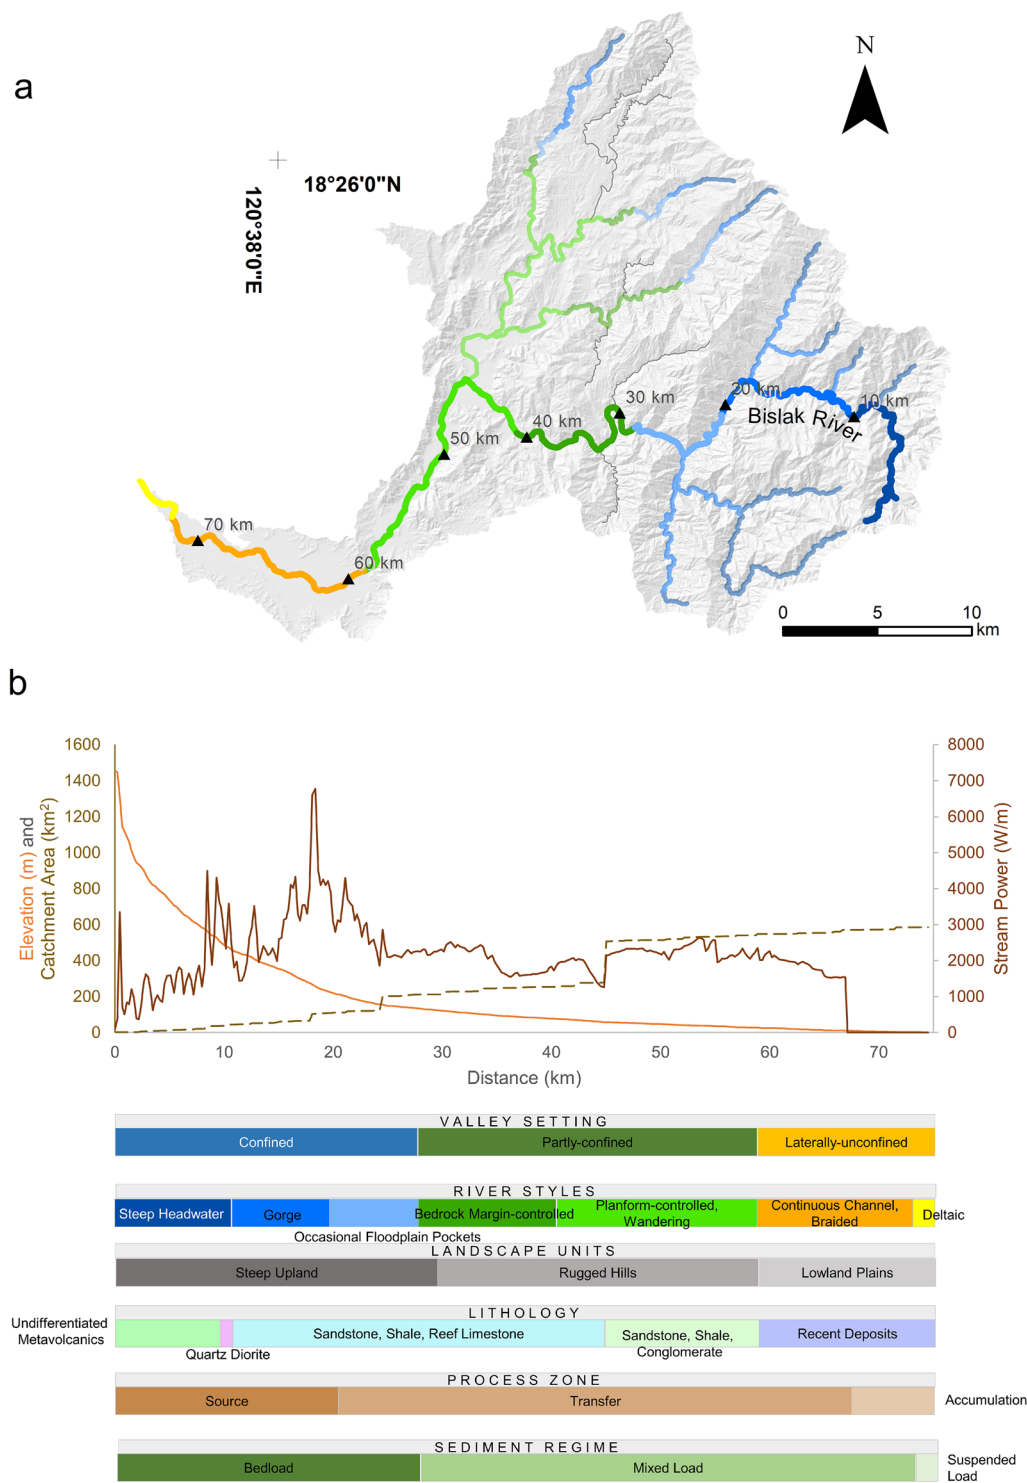 a
N
18°26'0"N
120°38'0"E
30 km
20 km
10 km
Bislak River
40 km
50 km
70 km
60 km
0 5 10
km
b
Elevation (m) and
Catchment Area (km²)
1600
1400
1200
1000
800
600
400
200
0
8000
7000
6000
5000
4000
3000
2000
1000
0
Stream Power (W/m)
0 10 20 30 40 50 60 70
Distance (km)
VALLEY SETTING
Confined Partly-confined Laterally-unconfined
RIVER STYLES
Steep Headwater Gorge Bedrock Margin-controlled Planform-controlled, Wandering Continuous Channel, Braided Deltaic
Occasional Floodplain Pockets
LANDSCAPE UNITS
Steep Upland Rugged Hills Lowland Plains
LITHOLOGY
Undifferentiated
Metavolcanics
Sandstone, Shale, Reef Limestone
Sandstone, Shale,
Conglomerate
Recent Deposits
Quartz Diorite
PROCESS ZONE
Source Transfer Accumulation
SEDIMENT REGIME
Bedload Mixed Load
Suspended
Load